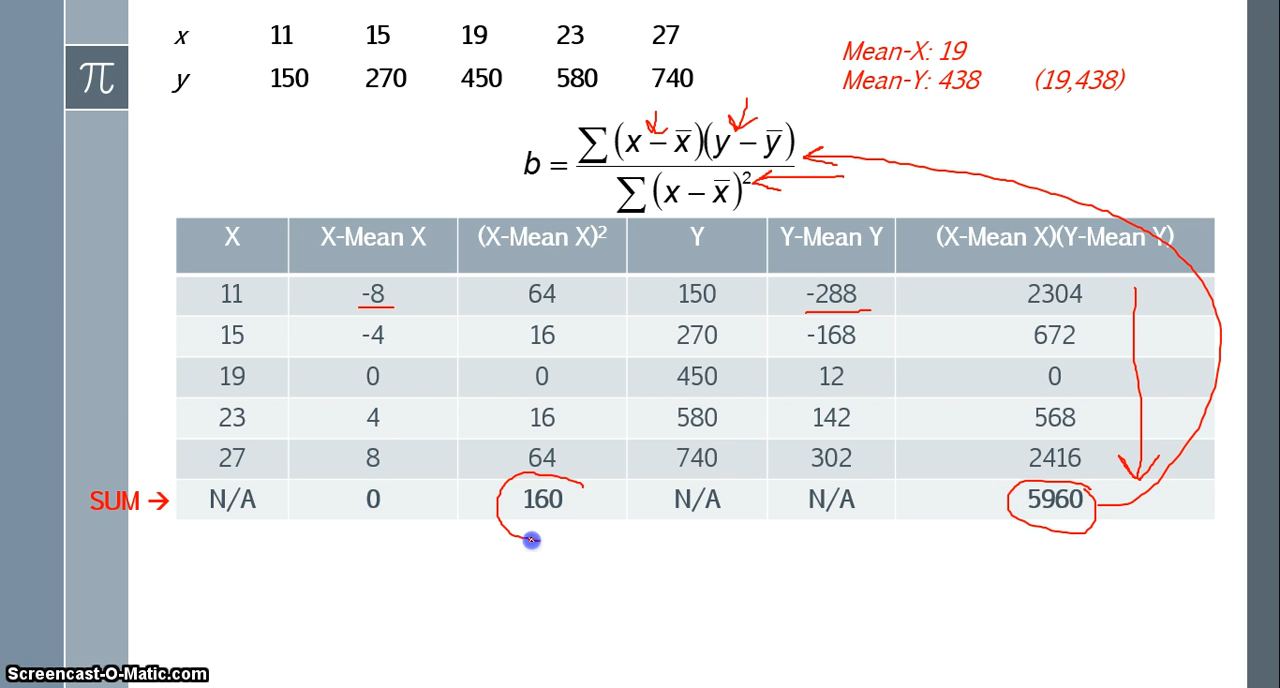 x 11 15 19 23 27
y 150 270 450 580 740
Mean-X: 19
Mean-Y: 438 (19,438)
π
b = ∑(x − x̅)(y − y̅) / ∑(x − x̅)²
X X-Mean X (X-Mean X)² Y Y-Mean Y (X-Mean X)(Y-Mean Y)
11 -8 64 150 -288 2304
15 -4 16 270 -168 672
19 0 0 450 12 0
23 4 16 580 142 568
27 8 64 740 302 2416
SUM → N/A 0 160 N/A N/A 5960
Screencast-O-Matic.com